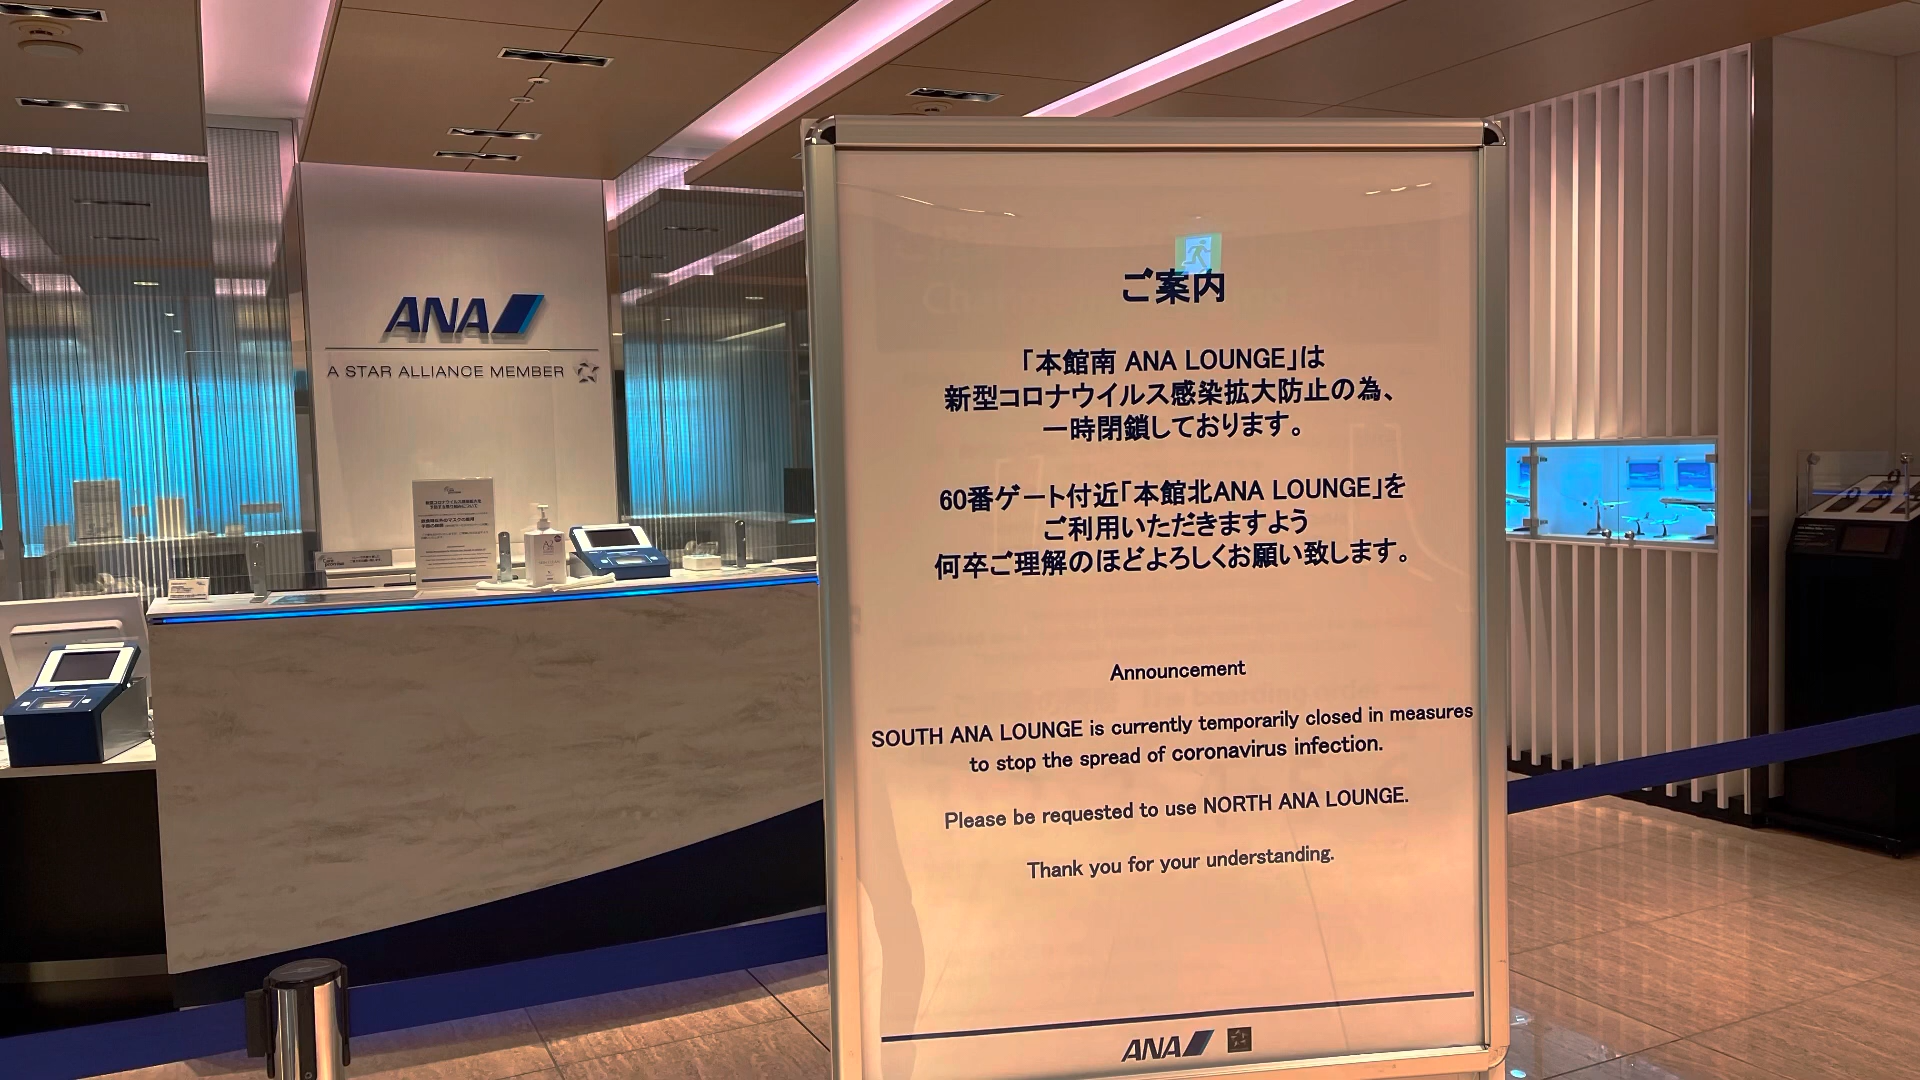 ANA
A STAR ALLIANCE MEMBER
ご案内
「本館南 ANA LOUNGE」は
新型コロナウイルス感染拡大防止の為、
一時閉鎖しております。
60番ゲート付近「本館北ANA LOUNGE」を
ご利用いただきますよう
何卒ご理解のほどよろしくお願い致します。
Announcement
SOUTH ANA LOUNGE is currently temporarily closed in measures
to stop the spread of coronavirus infection.
Please be requested to use NORTH ANA LOUNGE.
Thank you for your understanding.
ANA